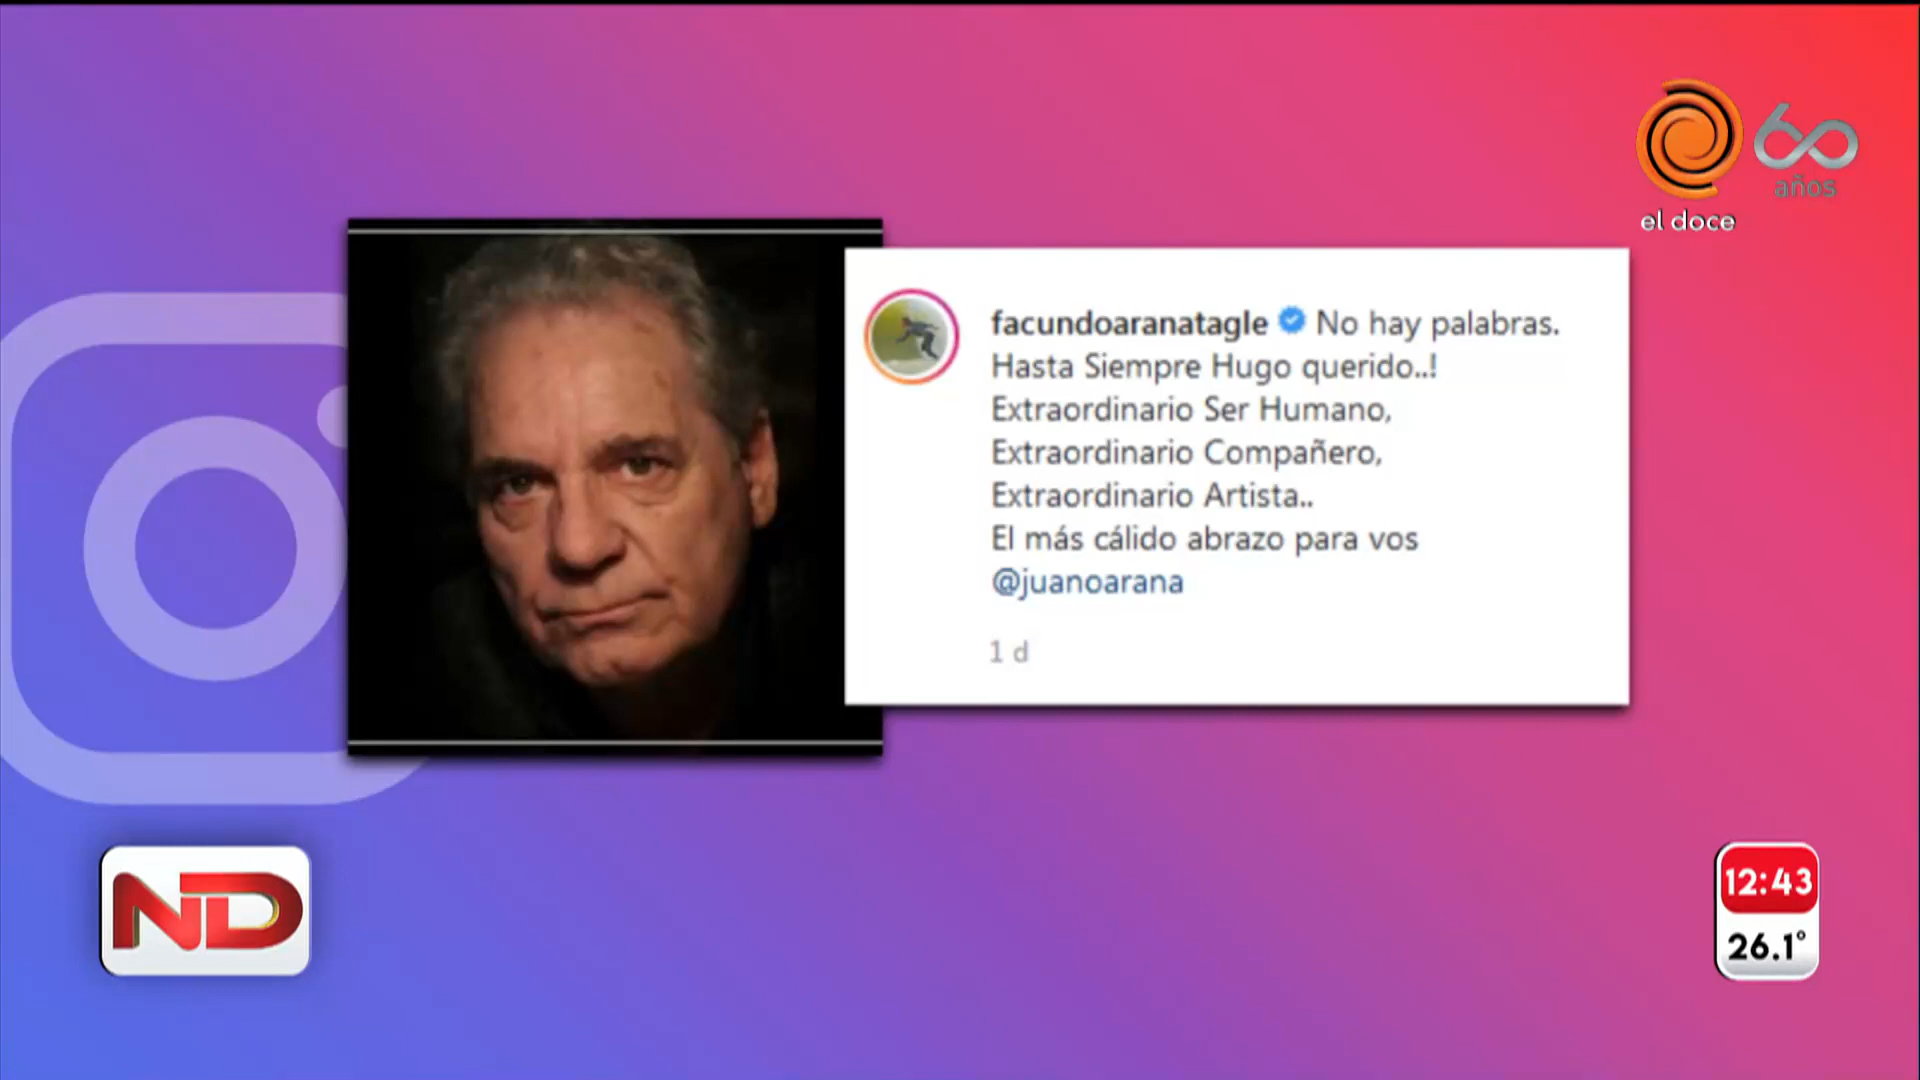 60
años
el doce
facundoaranatagle No hay palabras.
Hasta Siempre Hugo querido..!
Extraordinario Ser Humano,
Extraordinario Compañero,
Extraordinario Artista..
El más cálido abrazo para vos
@juanoarana
1 d
ND
12:43
26.1°